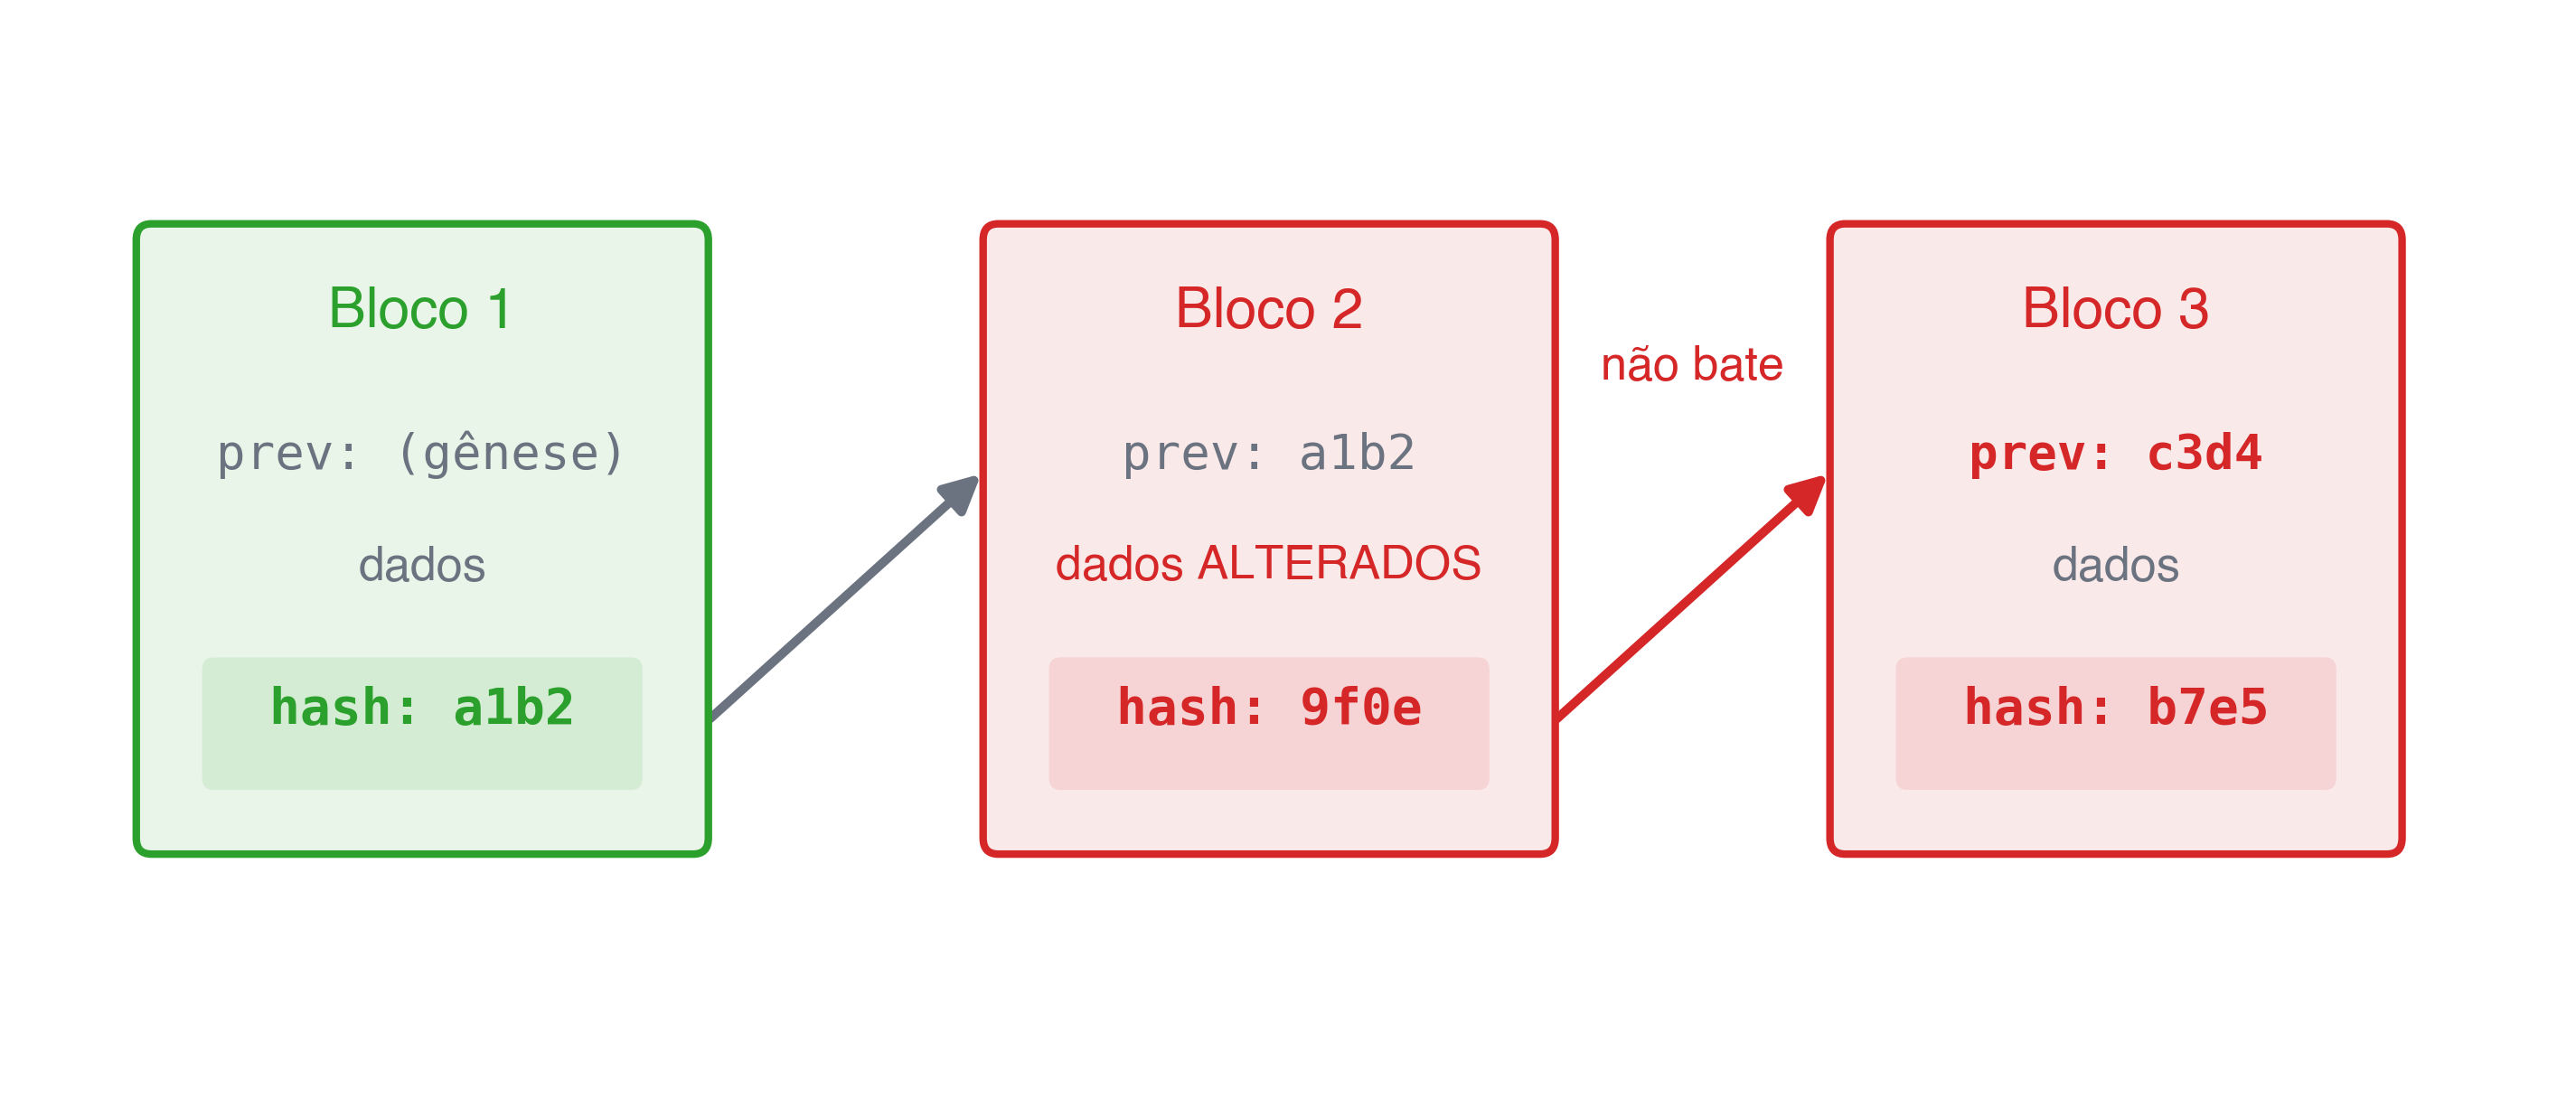 Bloco 1
prev: (gênese)
dados
hash: a1b2
Bloco 2
prev: a1b2
dados ALTERADOS
hash: 9f0e
não bate
Bloco 3
prev: c3d4
dados
hash: b7e5